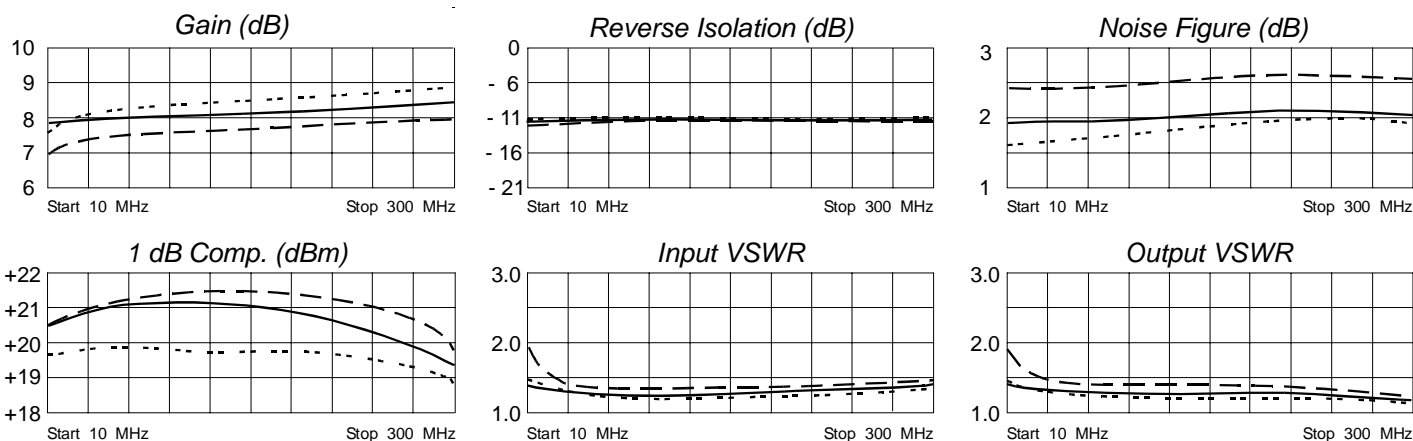 Gain (dB)
10
9
8
7
6
Start 10 MHz
Stop 300 MHz
Reverse Isolation (dB)
0
- 6
- 11
- 16
- 21
Start 10 MHz
Stop 300 MHz
Noise Figure (dB)
3
2
1
Start 10 MHz
Stop 300 MHz
1 dB Comp. (dBm)
+22
+21
+20
+19
+18
Start 10 MHz
Stop 300 MHz
Input VSWR
3.0
2.0
1.0
Start 10 MHz
Stop 300 MHz
Output VSWR
3.0
2.0
1.0
Start 10 MHz
Stop 300 MHz